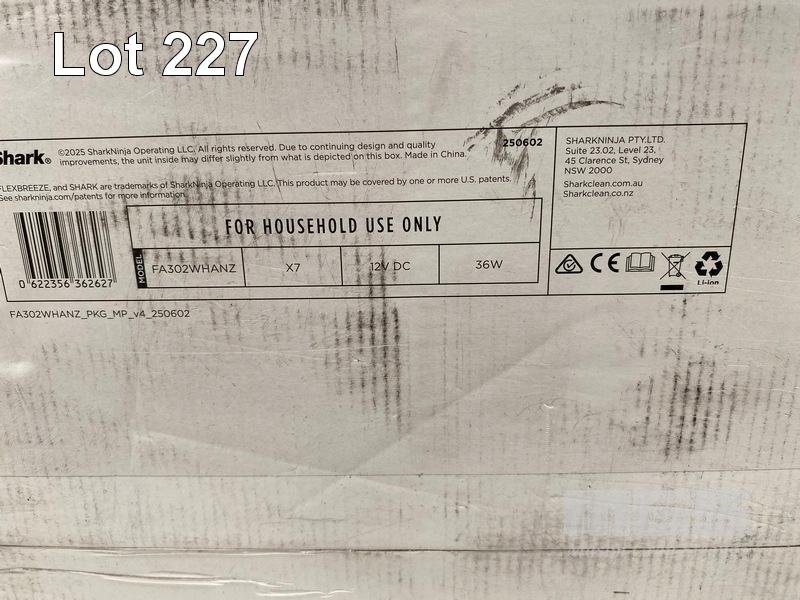 Lot 227
Shark®
©2025 SharkNinja Operating LLC. All rights reserved. Due to continuing design and quality
improvements, the unit inside may differ slightly from what is depicted on this box. Made in China.
250602
FLEXBREEZE, and SHARK are trademarks of SharkNinja Operating LLC. This product may be covered by one or more U.S. patents.
See sharkninja.com/patents for more information.
FOR HOUSEHOLD USE ONLY
MODEL FA302WHANZ X7 12V DC 36W
0 622356 362627
FA302WHANZ_PKG_MP_v4_250602
SHARKNINJA PTY.LTD.
Suite 23.02, Level 23,
45 Clarence St, Sydney
NSW 2000
Sharkclean.com.au
Sharkclean.co.nz
CE
Li-ion